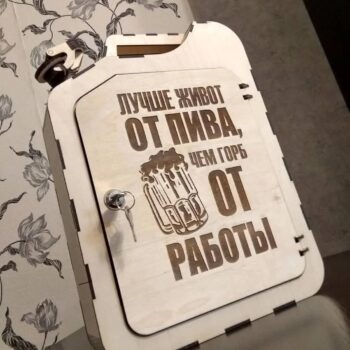 ЛУЧШЕ ЖИВОТ
ОТ ПИВА,
ЧЕМ ГОРБ
ОТ
РАБОТЫ